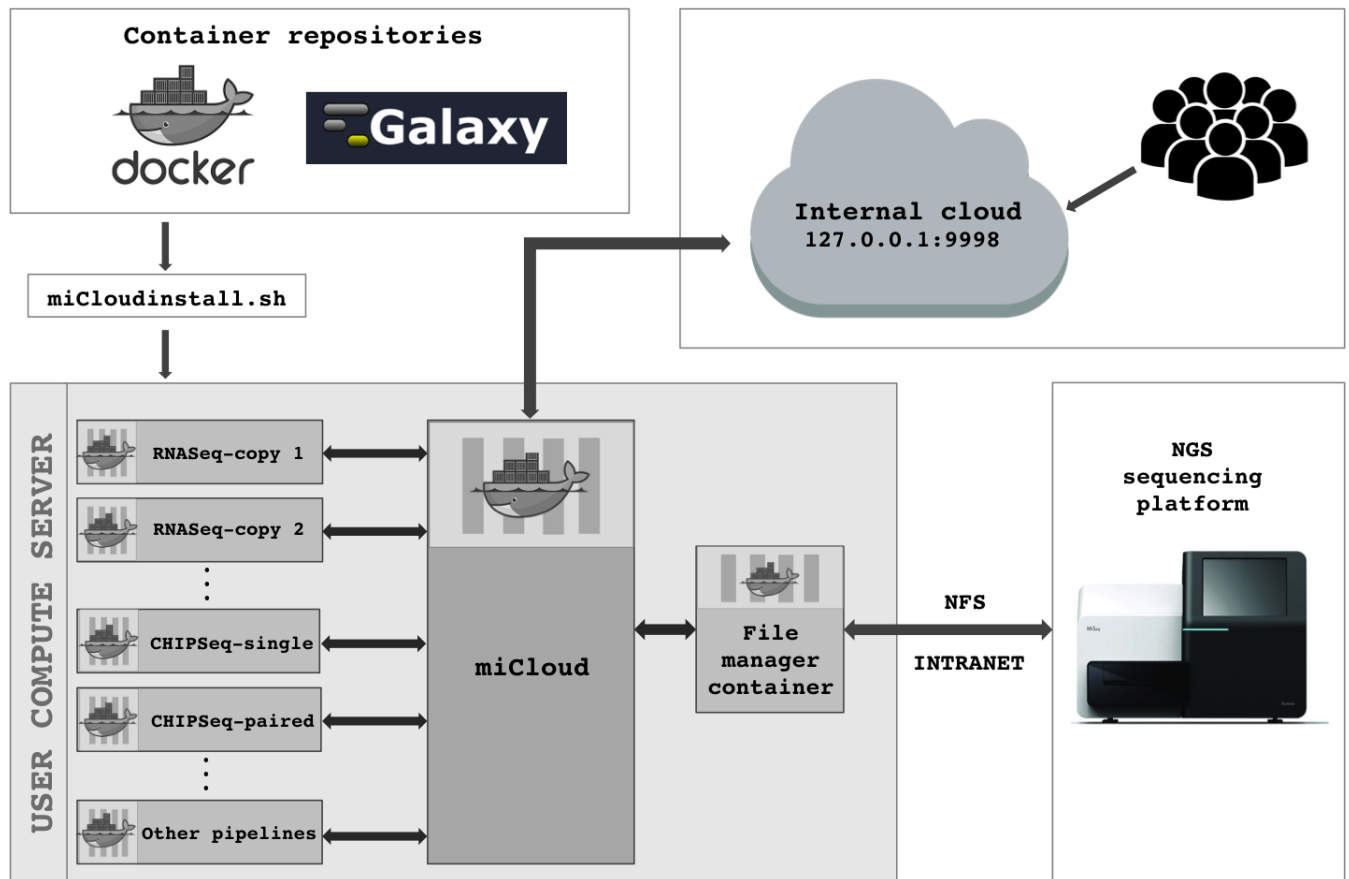 Container repositories
docker
Galaxy
Internal cloud
127.0.0.1:9998
miCloudinstall.sh
USER COMPUTE SERVER
RNASeq-copy 1
RNASeq-copy 2
CHIPSeq-single
CHIPSeq-paired
Other pipelines
miCloud
File
manager
container
NFS
INTRANET
NGS
sequencing
platform
MiSeq